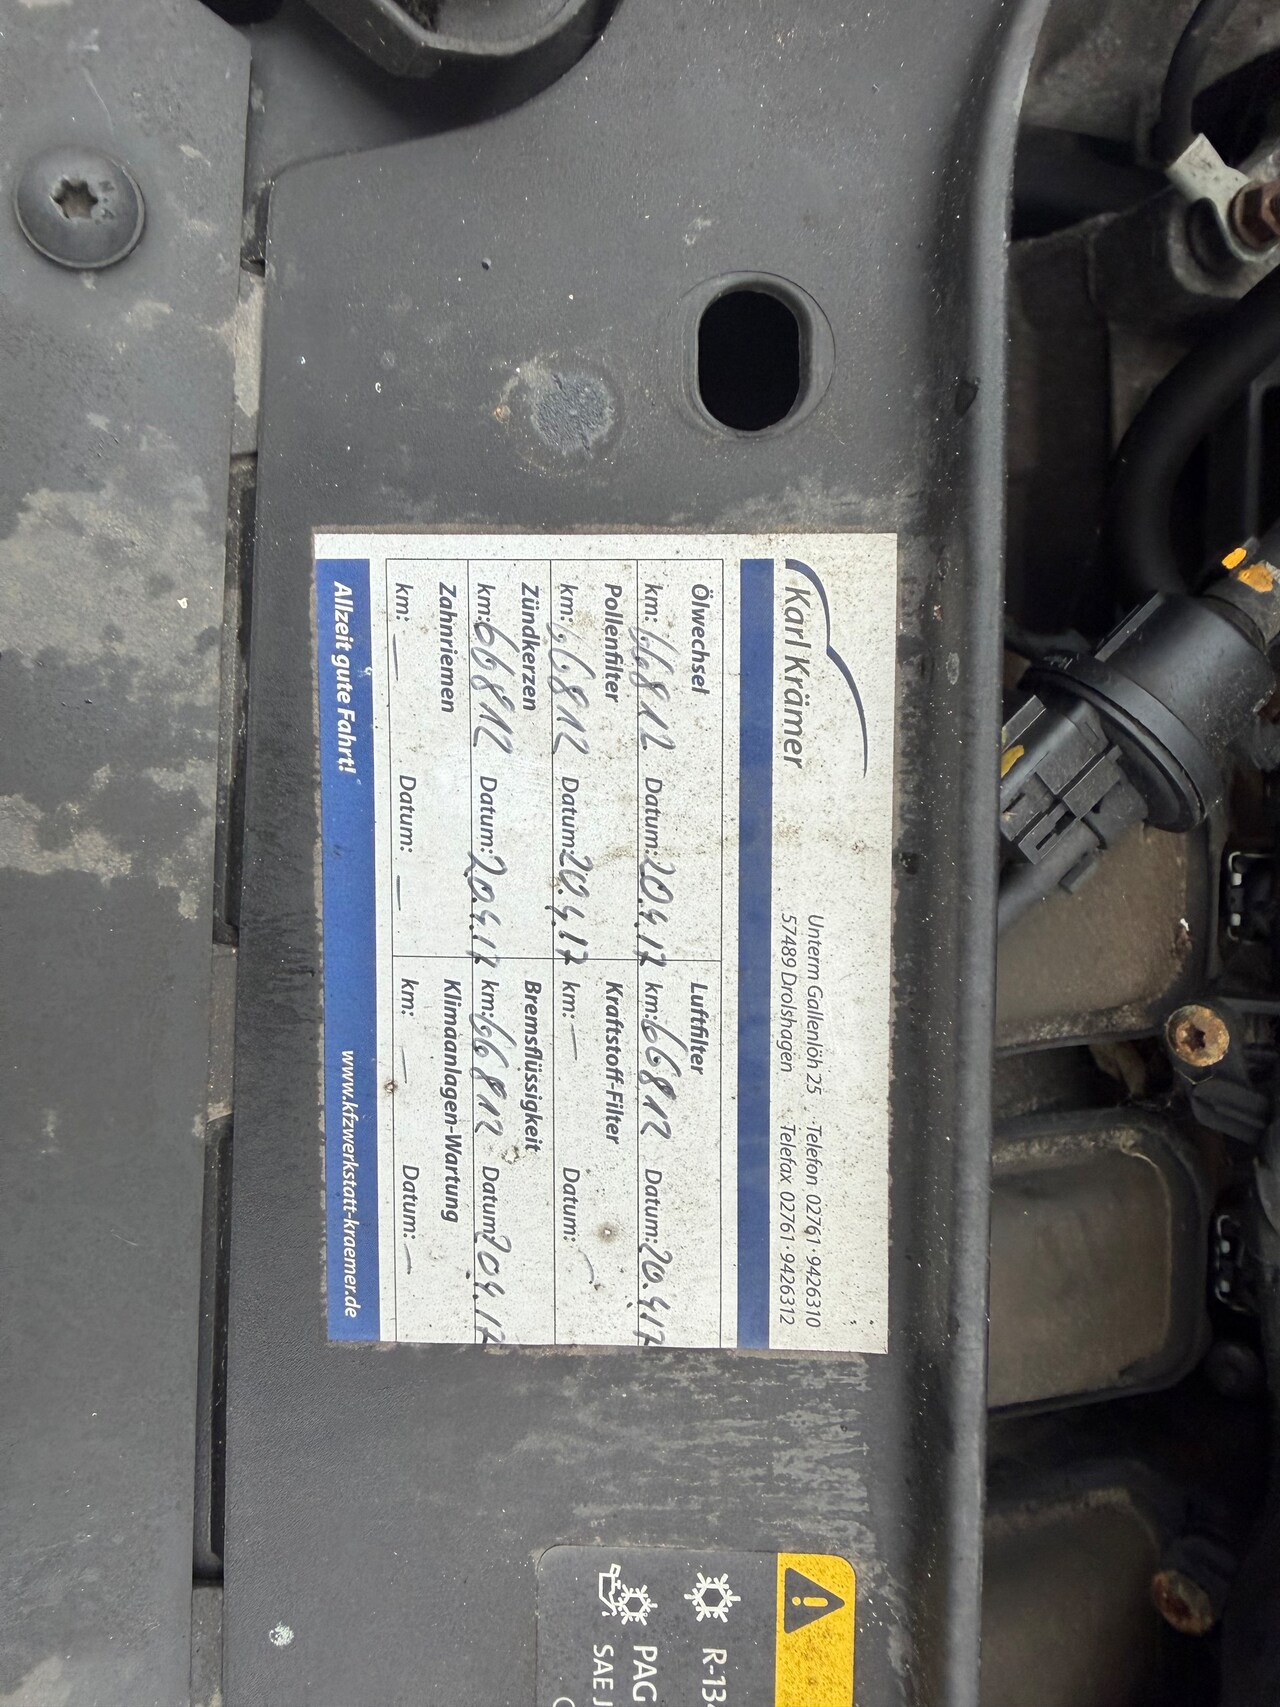 Karl Krämer
Unterm Gallenlöh 25 · Telefon 02761 · 9426310
57489 Drolshagen Telefax 02761 · 9426312
Ölwechsel Luftfilter
km: 66812 Datum: 20.4.17 km: 66812 Datum: 20.4.17
Pollenfilter Kraftstoff-Filter
km: 66812 Datum: 20.4.17 km: — Datum: —
Zündkerzen Bremsflüssigkeit
km: 66812 Datum: 20.4.17 km: 66812 Datum: 20.4.17
Zahnriemen Klimaanlagen-Wartung
km: — Datum: — km: — Datum: —
Allzeit gute Fahrt! www.kfzwerkstatt-kraemer.de
R-134
PAG
SAE J